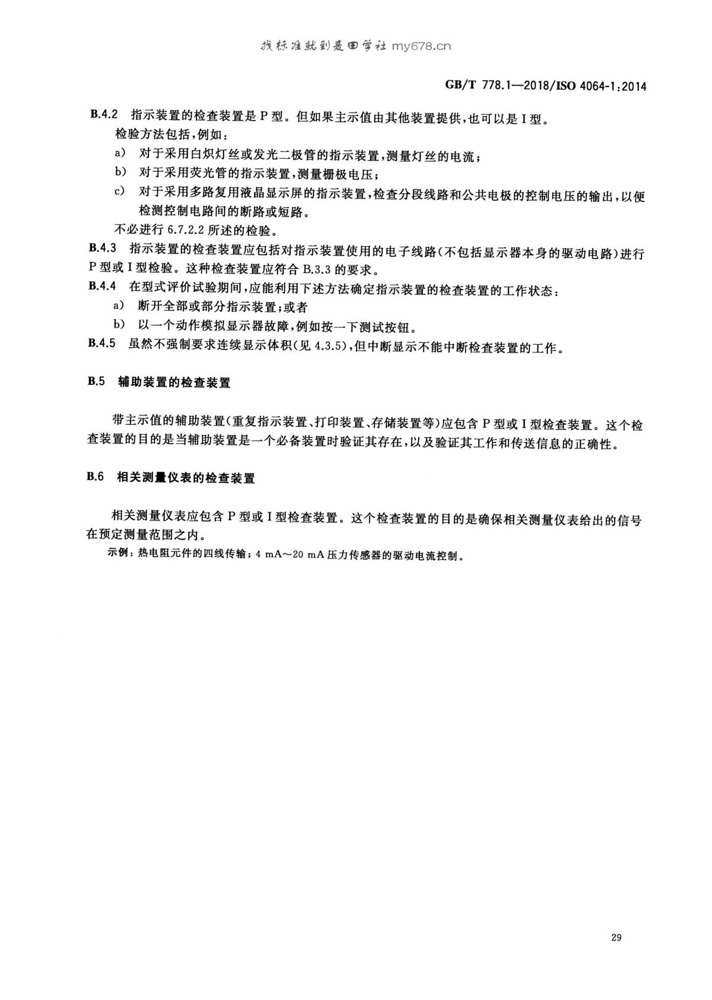 找标准就到麦田学社 my678.cn
GB/T 778.1—2018/ISO 4064-1:2014
B.4.2 指示装置的检查装置是 P 型。但如果主示值由其他装置提供,也可以是 I 型。
检验方法包括,例如:
a) 对于采用白炽灯丝或发光二极管的指示装置,测量灯丝的电流;
b) 对于采用荧光管的指示装置,测量栅极电压;
c) 对于采用多路复用液晶显示屏的指示装置,检查分段线路和公共电极的控制电压的输出,以便
检测控制电路间的断路或短路。
不必进行 6.7.2.2 所述的检验。
B.4.3 指示装置的检查装置应包括对指示装置使用的电子线路(不包括显示器本身的驱动电路)进行
P 型或 I 型检验。这种检查装置应符合 B.3.3 的要求。
B.4.4 在型式评价试验期间,应能利用下述方法确定指示装置的检查装置的工作状态:
a) 断开全部或部分指示装置;或者
b) 以一个动作模拟显示器故障,例如按一下测试按钮。
B.4.5 虽然不强制要求连续显示体积(见 4.3.5),但中断显示不能中断检查装置的工作。
B.5 辅助装置的检查装置
带主示值的辅助装置(重复指示装置、打印装置、存储装置等)应包含 P 型或 I 型检查装置。这个检
查装置的目的是当辅助装置是一个必备装置时验证其存在,以及验证其工作和传送信息的正确性。
B.6 相关测量仪表的检查装置
相关测量仪表应包含 P 型或 I 型检查装置。这个检查装置的目的是确保相关测量仪表给出的信号
在预定测量范围之内。
示例:热电阻元件的四线传输;4 mA～20 mA 压力传感器的驱动电流控制。
29